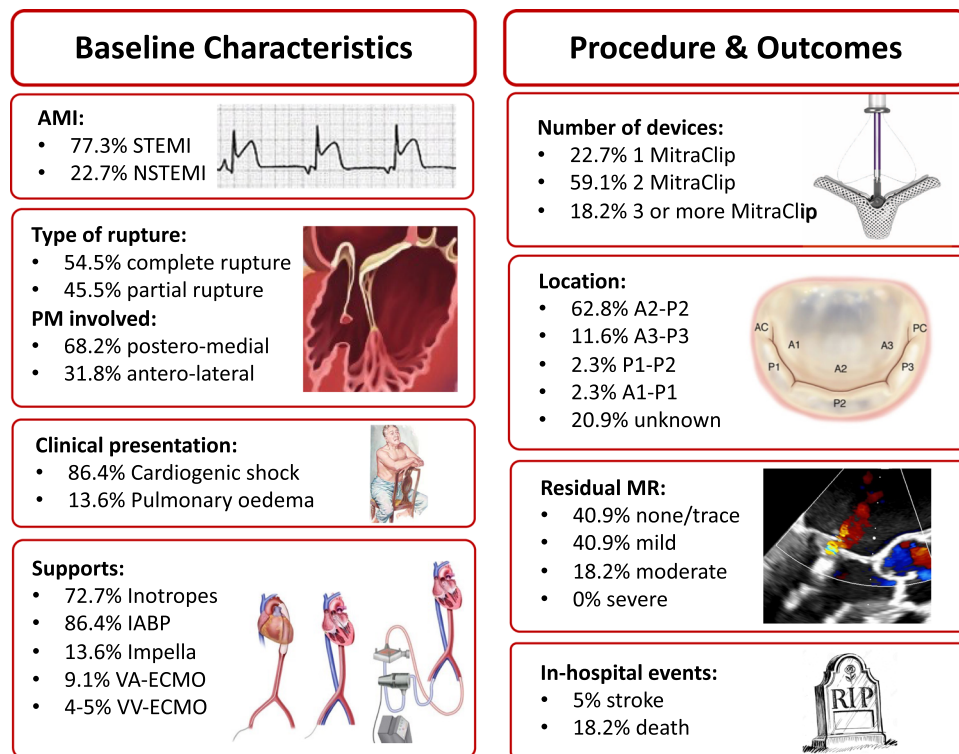 Baseline Characteristics
AMI:
• 77.3% STEMI
• 22.7% NSTEMI
Type of rupture:
• 54.5% complete rupture
• 45.5% partial rupture
PM involved:
• 68.2% postero-medial
• 31.8% antero-lateral
Clinical presentation:
• 86.4% Cardiogenic shock
• 13.6% Pulmonary oedema
Supports:
• 72.7% Inotropes
• 86.4% IABP
• 13.6% Impella
• 9.1% VA-ECMO
• 4-5% VV-ECMO
Procedure & Outcomes
Number of devices:
• 22.7% 1 MitraClip
• 59.1% 2 MitraClip
• 18.2% 3 or more MitraClip
Location:
• 62.8% A2-P2
• 11.6% A3-P3
• 2.3% P1-P2
• 2.3% A1-P1
• 20.9% unknown
AC PC
A1 A3
P1 A2 P3
P2
Residual MR:
• 40.9% none/trace
• 40.9% mild
• 18.2% moderate
• 0% severe
In-hospital events:
• 5% stroke
• 18.2% death
RIP